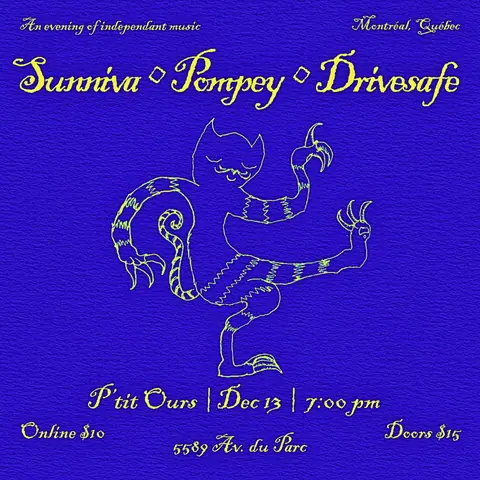 An evening of independant music
Montréal, Québec
Sunniva ◇ Pompey ◇ Drivesafe
P'tit Ours | Dec 13 | 7:00 pm
Online $10
Doors $15
5589 Av. du Parc